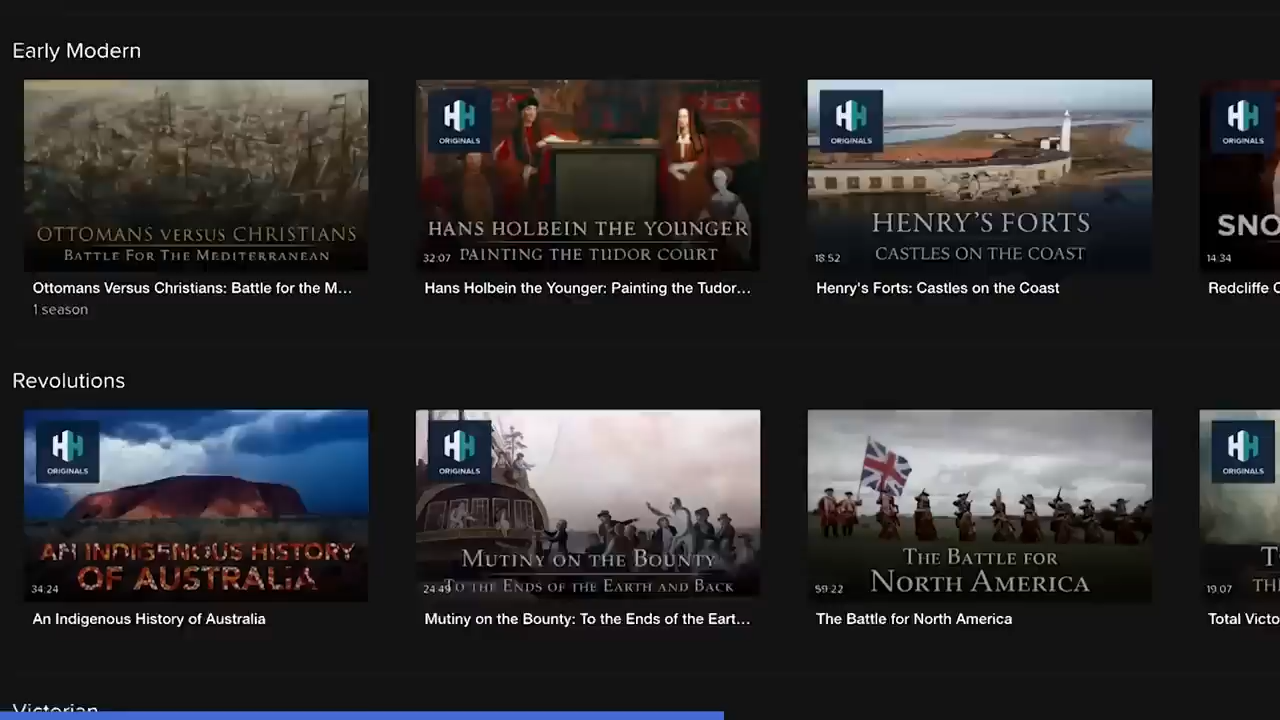 Early Modern
OTTOMANS VERSUS CHRISTIANS
BATTLE FOR THE MEDITERRANEAN
Ottomans Versus Christians: Battle for the M...
1 season
HH
ORIGINALS
HANS HOLBEIN THE YOUNGER
PAINTING THE TUDOR COURT
32:07
Hans Holbein the Younger: Painting the Tudor...
HH
ORIGINALS
HENRY'S FORTS
CASTLES ON THE COAST
18:52
Henry's Forts: Castles on the Coast
HH
ORIGINALS
SNO
14:34
Redcliffe C
Revolutions
HH
ORIGINALS
AN INDIGENOUS HISTORY
OF AUSTRALIA
34:24
An Indigenous History of Australia
HH
ORIGINALS
MUTINY ON THE BOUNTY
TO THE ENDS OF THE EARTH AND BACK
24:49
Mutiny on the Bounty: To the Ends of the Eart...
THE BATTLE FOR
NORTH AMERICA
59:22
The Battle for North America
HH
ORIGINALS
T
TH
19:07
Total Victo
Victorian